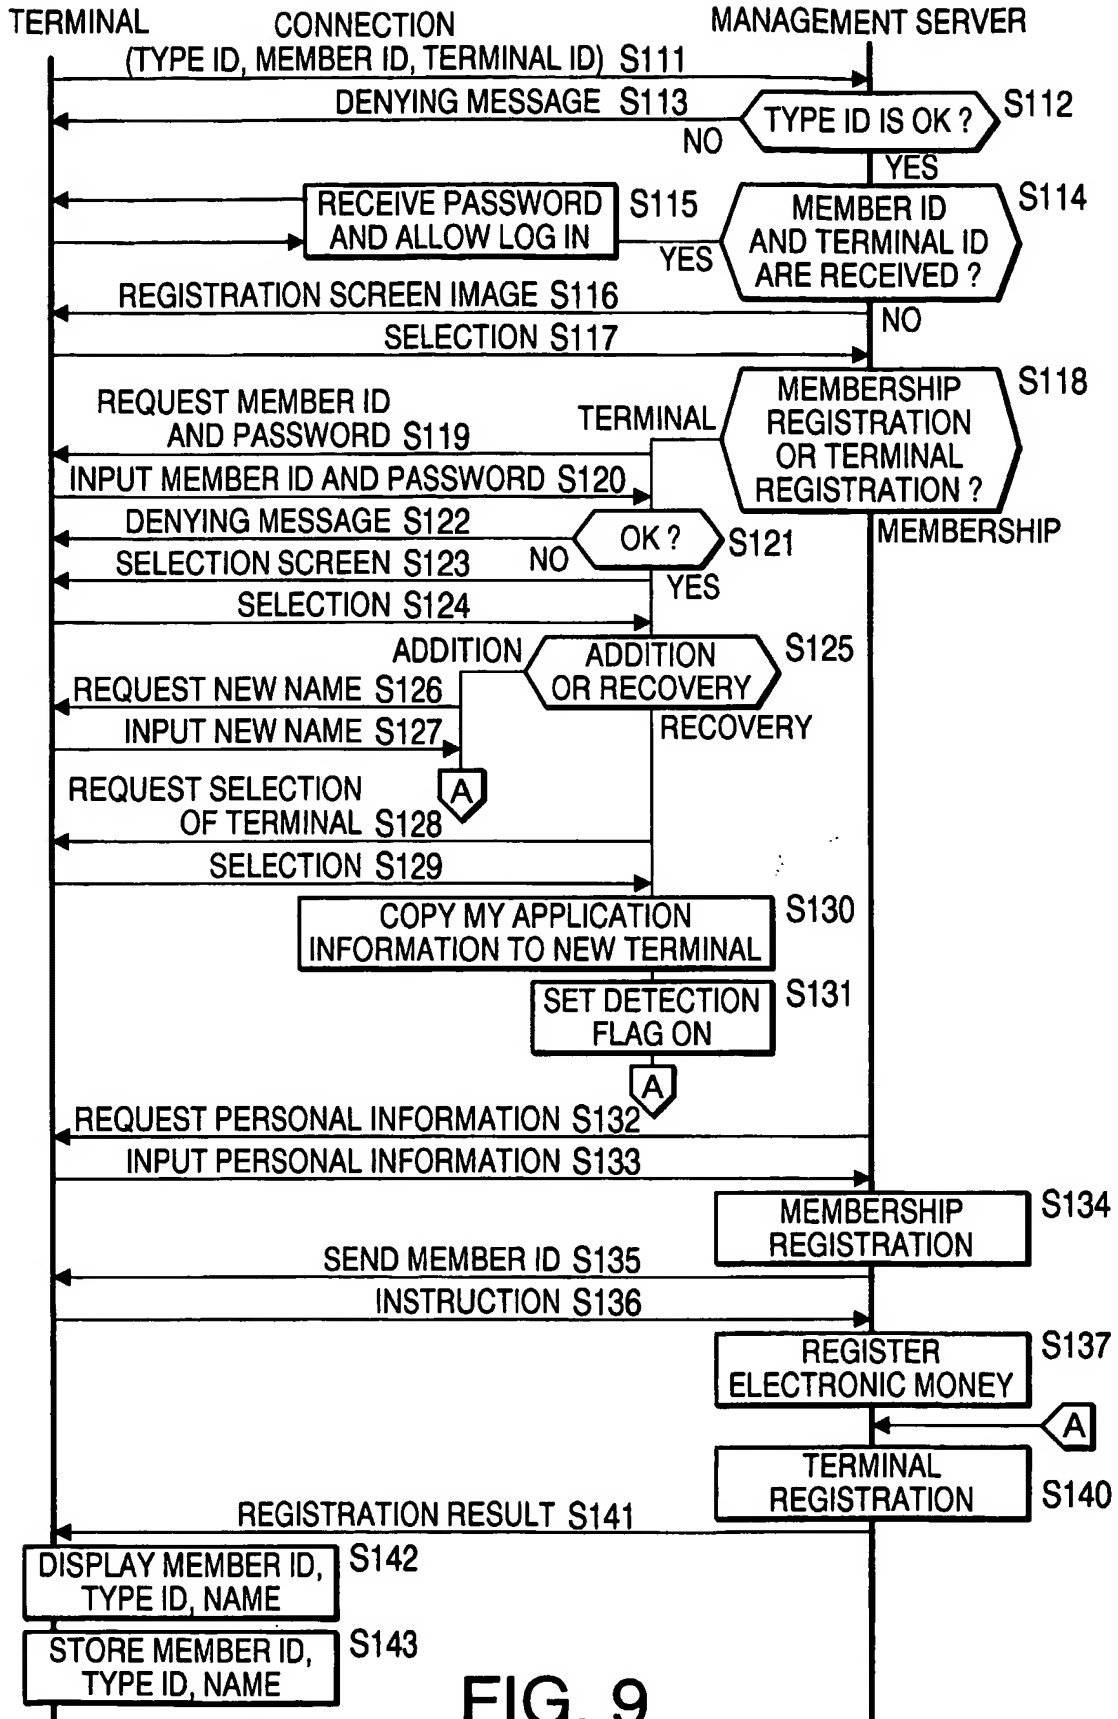 TERMINAL
CONNECTION
MANAGEMENT SERVER
(TYPE ID, MEMBER ID, TERMINAL ID) S111
DENYING MESSAGE S113
TYPE ID IS OK ? S112
NO
YES
RECEIVE PASSWORD
AND ALLOW LOG IN
S115
MEMBER ID
AND TERMINAL ID
ARE RECEIVED ?
S114
YES
REGISTRATION SCREEN IMAGE S116
NO
SELECTION S117
MEMBERSHIP
REGISTRATION
OR TERMINAL
REGISTRATION ?
S118
TERMINAL
REQUEST MEMBER ID
AND PASSWORD S119
INPUT MEMBER ID AND PASSWORD S120
MEMBERSHIP
DENYING MESSAGE S122
OK ? S121
NO
SELECTION SCREEN S123
YES
SELECTION S124
ADDITION
ADDITION
OR RECOVERY
S125
REQUEST NEW NAME S126
RECOVERY
INPUT NEW NAME S127
A
REQUEST SELECTION
OF TERMINAL S128
SELECTION S129
COPY MY APPLICATION
INFORMATION TO NEW TERMINAL
S130
SET DETECTION
FLAG ON
S131
A
REQUEST PERSONAL INFORMATION S132
INPUT PERSONAL INFORMATION S133
MEMBERSHIP
REGISTRATION
S134
SEND MEMBER ID S135
INSTRUCTION S136
REGISTER
ELECTRONIC MONEY
S137
A
TERMINAL
REGISTRATION
S140
REGISTRATION RESULT S141
DISPLAY MEMBER ID,
TYPE ID, NAME
S142
STORE MEMBER ID,
TYPE ID, NAME
S143
FIG. 9